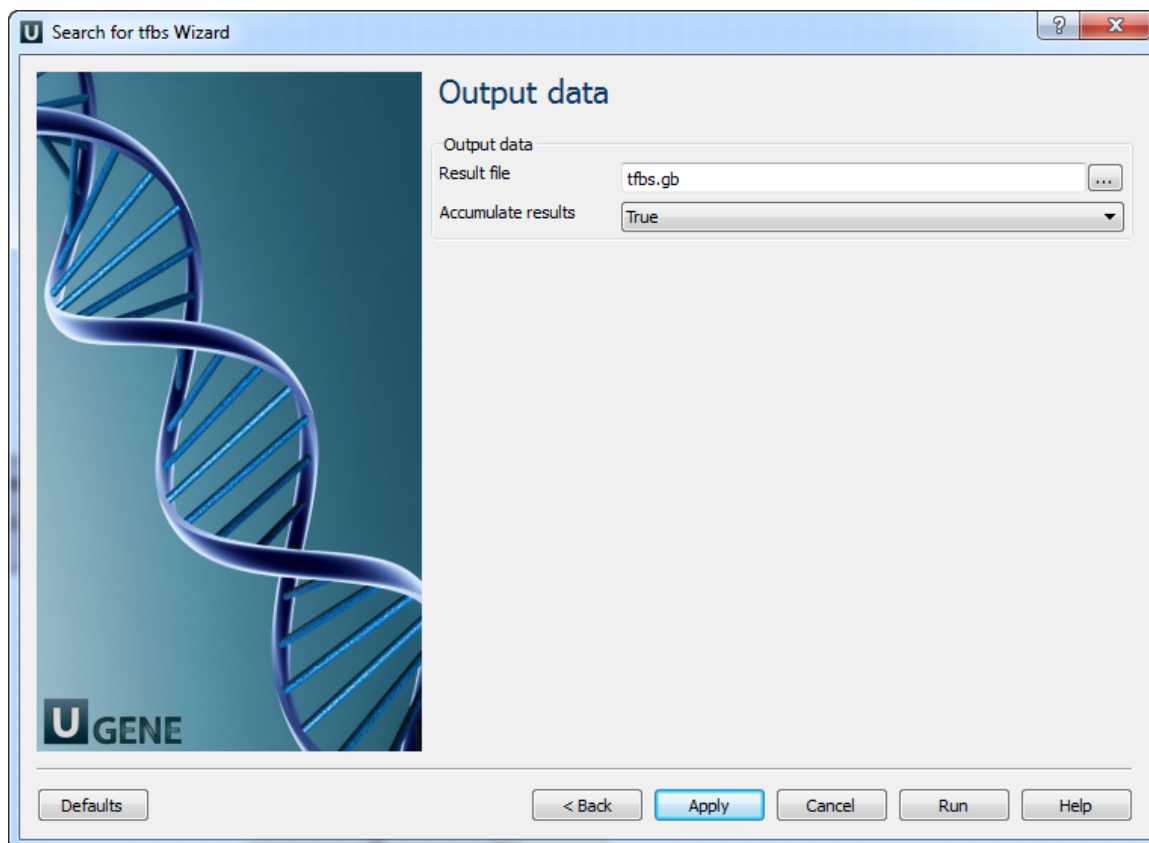 U Search for tfbs Wizard
?
X
Output data
Output data
Result file
tfbs.gb
...
Accumulate results
True
U GENE
Defaults
< Back
Apply
Cancel
Run
Help